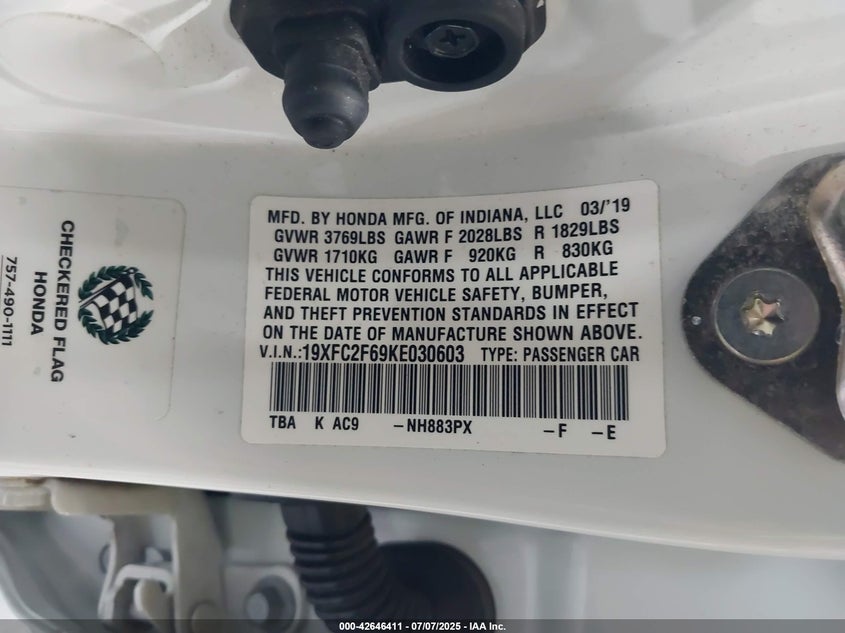 MFD. BY HONDA MFG. OF INDIANA, LLC 03/'19
GVWR 3769LBS GAWR F 2028LBS R 1829LBS
GVWR 1710KG GAWR F 920KG R 830KG
THIS VEHICLE CONFORMS TO ALL APPLICABLE
FEDERAL MOTOR VEHICLE SAFETY, BUMPER,
AND THEFT PREVENTION STANDARDS IN EFFECT
ON THE DATE OF MANUFACTURE SHOWN ABOVE.
V.I.N.:19XFC2F69KE030603 TYPE: PASSENGER CAR
TBA K AC9 -NH883PX -F -E
CHECKERED FLAG
HONDA
757-490-1111
000-42646411 - 07/07/2025 - IAA Inc.